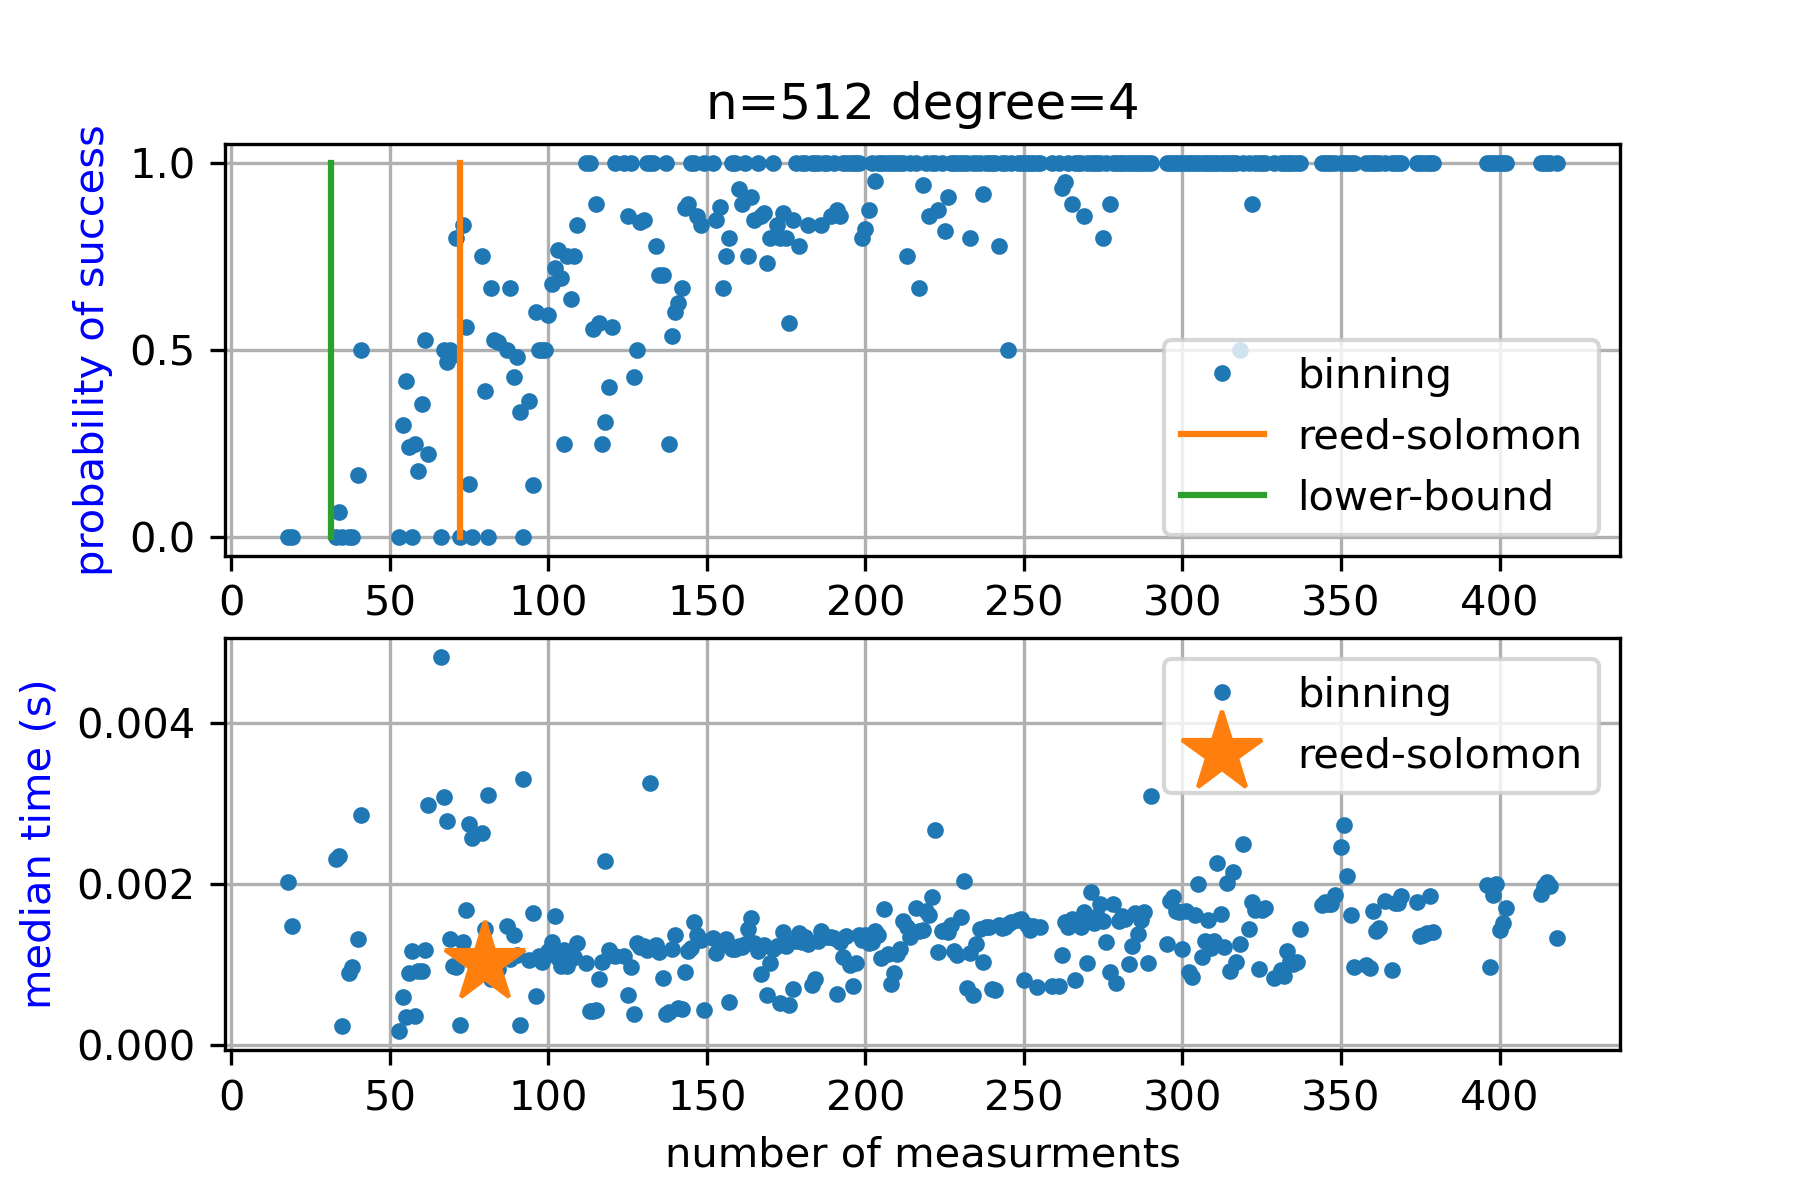 n=512 degree=4
probability of success
1.0
0.5
0.0
binning
reed-solomon
lower-bound
0 50 100 150 200 250 300 350 400
median time (s)
0.004
0.002
0.000
binning
reed-solomon
0 50 100 150 200 250 300 350 400
number of measurments